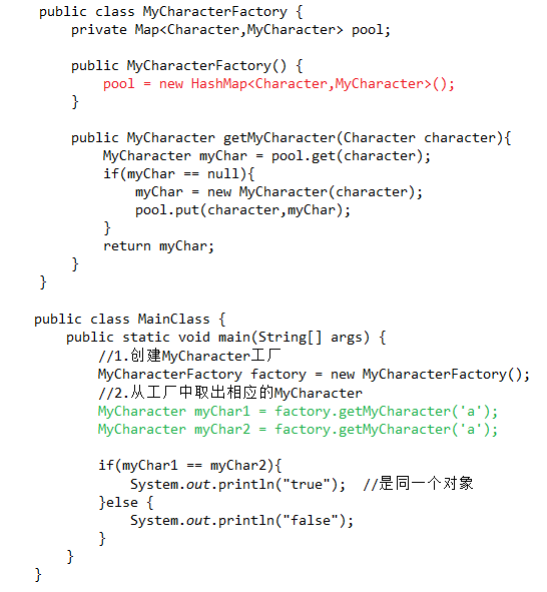 public class MyCharacterFactory {
    private Map<Character,MyCharacter> pool;

    public MyCharacterFactory() {
        pool = new HashMap<Character,MyCharacter>();
    }

    public MyCharacter getMyCharacter(Character character){
        MyCharacter myChar = pool.get(character);
        if(myChar == null){
            myChar = new MyCharacter(character);
            pool.put(character,myChar);
        }
        return myChar;
    }
}

public class MainClass {
    public static void main(String[] args) {
        //1.创建MyCharacter工厂
        MyCharacterFactory factory = new MyCharacterFactory();
        //2.从工厂中取出相应的MyCharacter
        MyCharacter myChar1 = factory.getMyCharacter('a');
        MyCharacter myChar2 = factory.getMyCharacter('a');

        if(myChar1 == myChar2){
            System.out.println("true");  //是同一个对象
        }else {
            System.out.println("false");
        }
    }
}